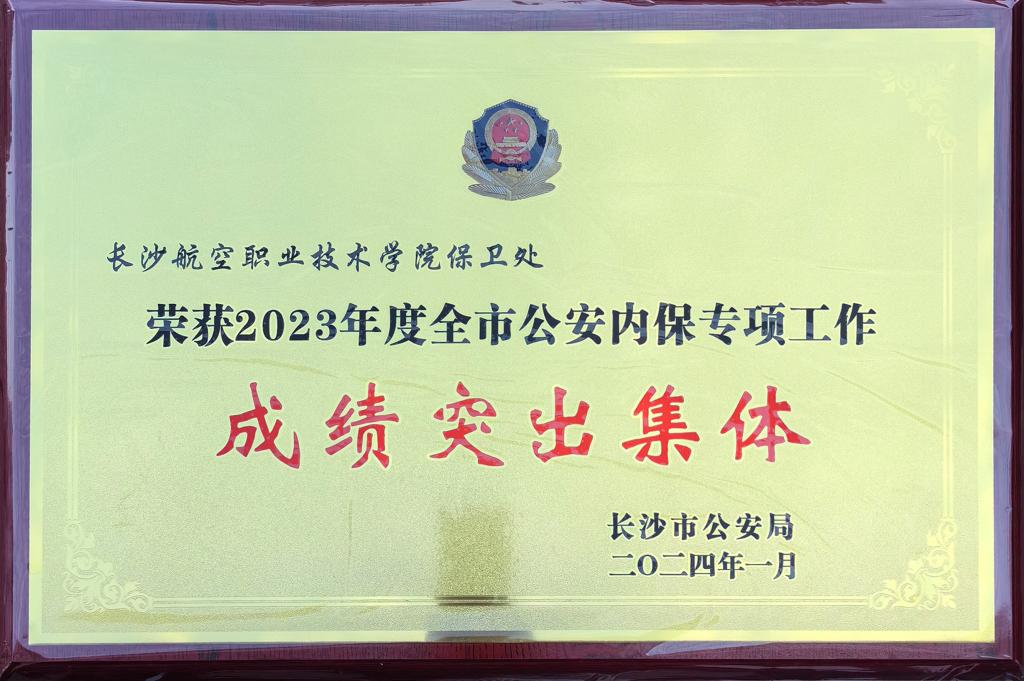 长沙航空职业技术学院保卫处
荣获2023年度全市公安内保专项工作
成绩突出集体
长沙市公安局
二〇二四年一月